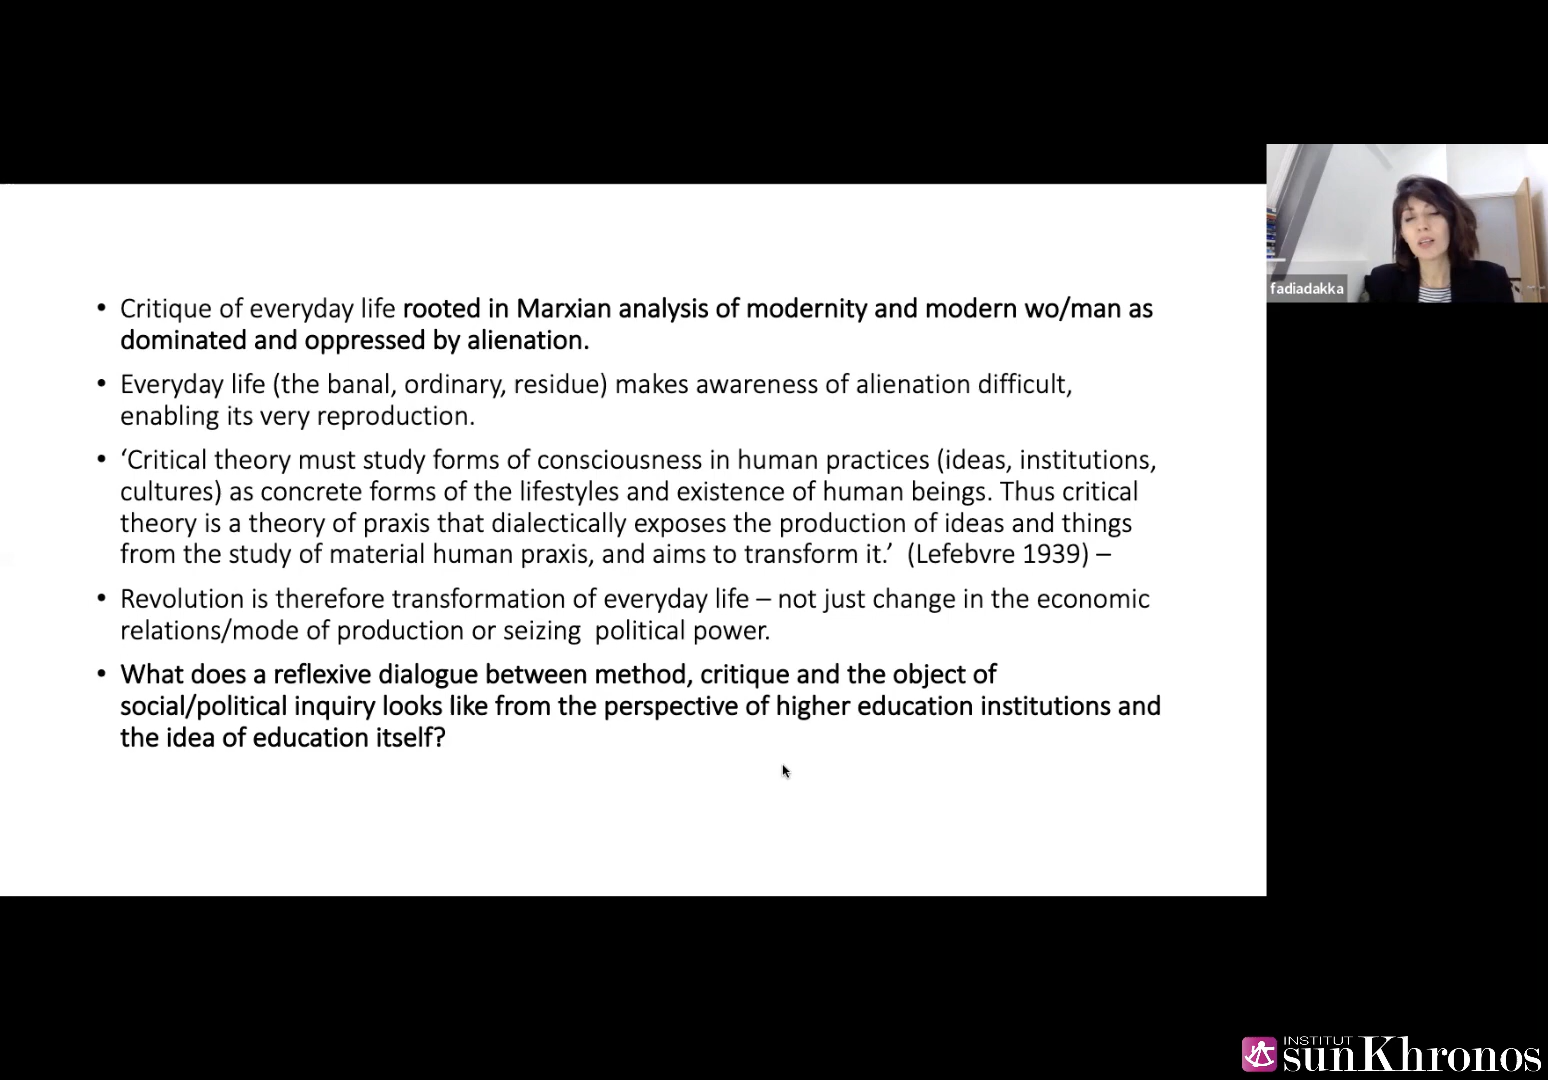 • Critique of everyday life rooted in Marxian analysis of modernity and modern wo/man as
dominated and oppressed by alienation.
• Everyday life (the banal, ordinary, residue) makes awareness of alienation difficult,
enabling its very reproduction.
• ‘Critical theory must study forms of consciousness in human practices (ideas, institutions,
cultures) as concrete forms of the lifestyles and existence of human beings. Thus critical
theory is a theory of praxis that dialectically exposes the production of ideas and things
from the study of material human praxis, and aims to transform it.’ (Lefebvre 1939) –
• Revolution is therefore transformation of everyday life – not just change in the economic
relations/mode of production or seizing political power.
• What does a reflexive dialogue between method, critique and the object of
social/political inquiry looks like from the perspective of higher education institutions and
the idea of education itself?
fadiadakka
INSTITUT
sunKhronos